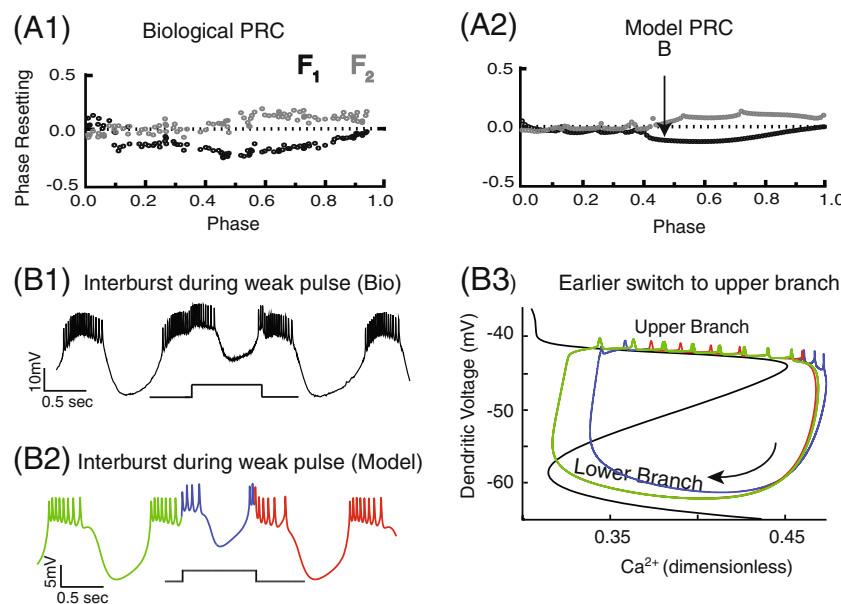 (A1) Biological PRC
F1 F2
Phase Resetting
0.5
0.0
-0.5
0.0 0.2 0.4 0.6 0.8 1.0
Phase
(A2) Model PRC
B
0.5
0.0
-0.5
0.0 0.2 0.4 0.6 0.8 1.0
Phase
(B1) Interburst during weak pulse (Bio)
10mV
0.5 sec
(B2) Interburst during weak pulse (Model)
5mV
0.5 sec
(B3) Earlier switch to upper branch
Upper Branch
Dendritic Voltage (mV)
-40
-50
-60
Lower Branch
0.35 0.45
Ca2+ (dimensionless)